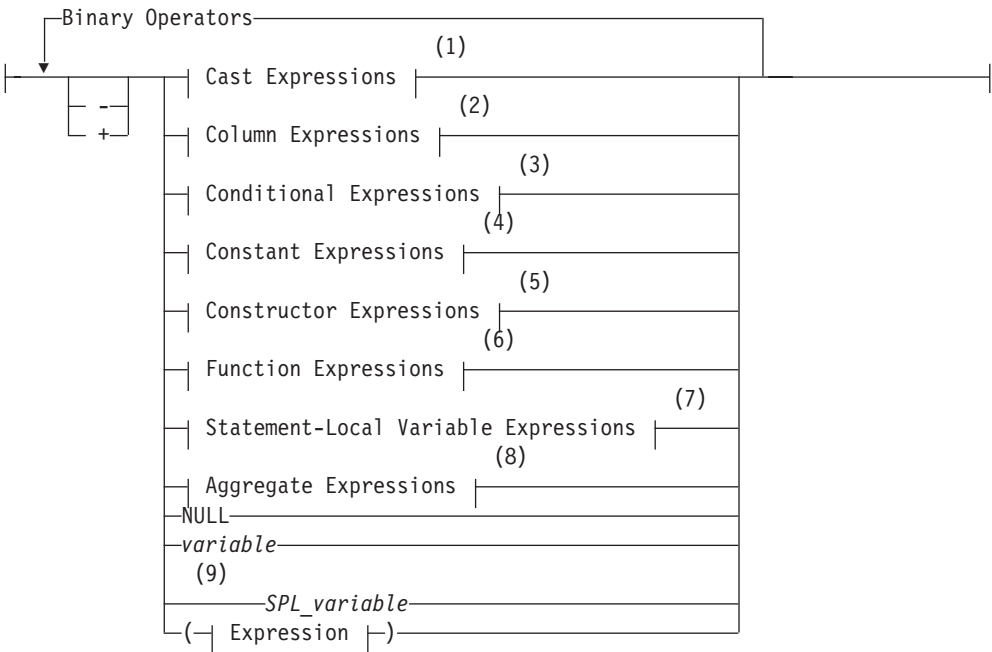 Binary Operators
(1)
Cast Expressions
-
(2)
+
Column Expressions
(3)
Conditional Expressions
(4)
Constant Expressions
(5)
Constructor Expressions
(6)
Function Expressions
(7)
Statement-Local Variable Expressions
(8)
Aggregate Expressions
NULL
variable
(9)
SPL_variable
( Expression )